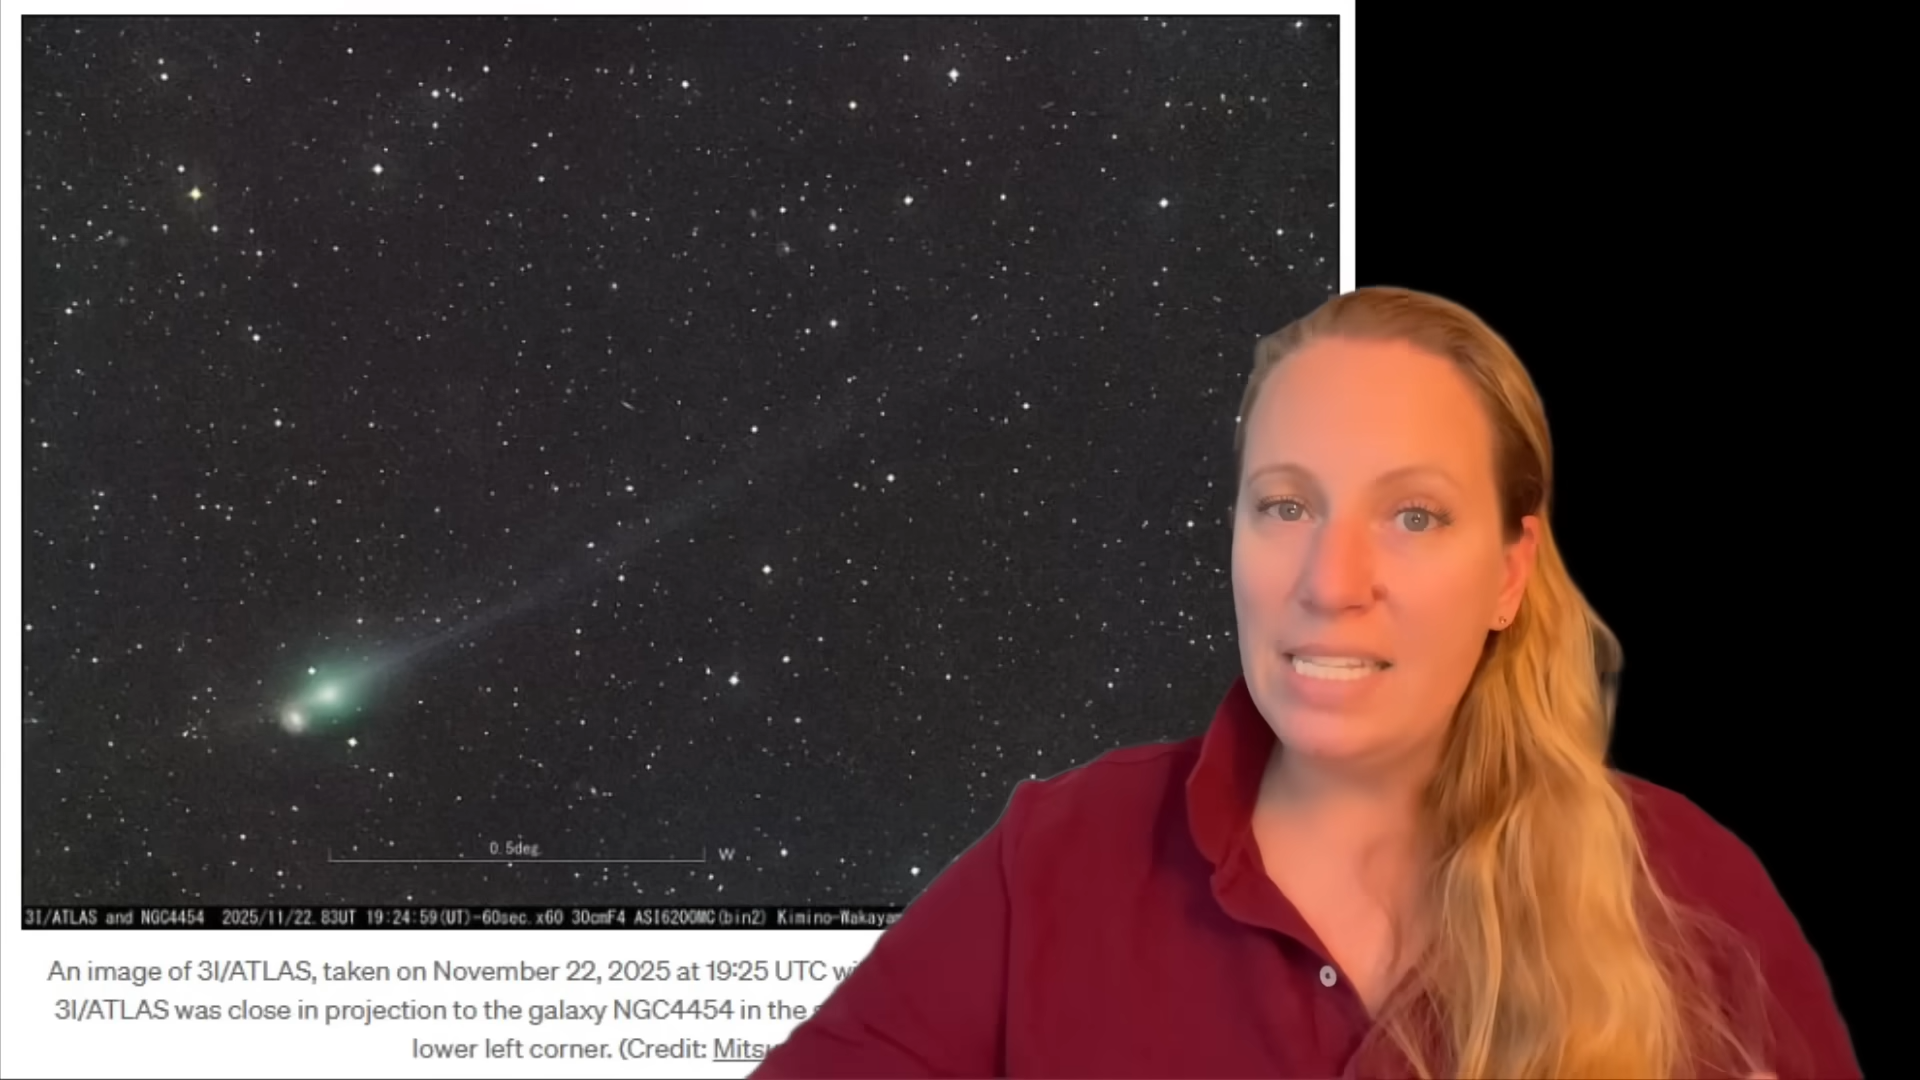 0.5deg
W
3I/ATLAS and NGC4454 2025/11/22.83UT 19:24:59(UT)-60sec.x60 30cmF4 ASI6200MC(bin2)
An image of 3I/ATLAS, taken on November 22, 2025 at 19:25 UTC
3I/ATLAS was close in projection to the galaxy NGC4454 in the
lower left corner. (Credit: